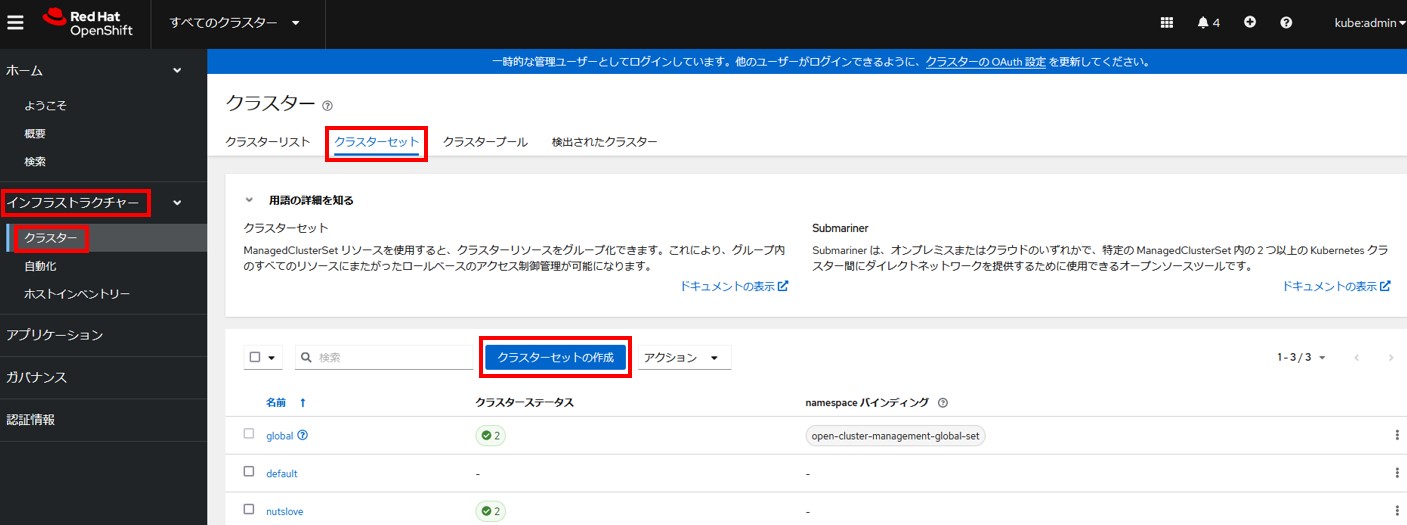 Red Hat
OpenShift
すべてのクラスター
4
kube:admin
一時的な管理ユーザーとしてログインしています。他のユーザーがログインできるように、クラスターの OAuth 設定 を更新してください。
ホーム
ようこそ
概要
検索
インフラストラクチャー
クラスター
自動化
ホストインベントリー
アプリケーション
ガバナンス
認証情報
クラスター
クラスターリスト クラスターセット クラスタープール 検出されたクラスター
用語の詳細を知る
クラスターセット
ManagedClusterSet リソースを使用すると、クラスターリソースをグループ化できます。これにより、グループ内
のすべてのリソースにまたがったロールベースのアクセス制御管理が可能になります。
ドキュメントの表示
Submariner
Submariner は、オンプレミスまたはクラウドのいずれかで、特定の ManagedClusterSet 内の 2 つ以上の Kubernetes クラ
スター間にダイレクトネットワークを提供するために使用できるオープンソースツールです。
ドキュメントの表示
検索 クラスターセットの作成 アクション 1 - 3 / 3
名前 クラスターステータス namespace バインディング
global 2 open-cluster-management-global-set
default - -
nutslove 2 -